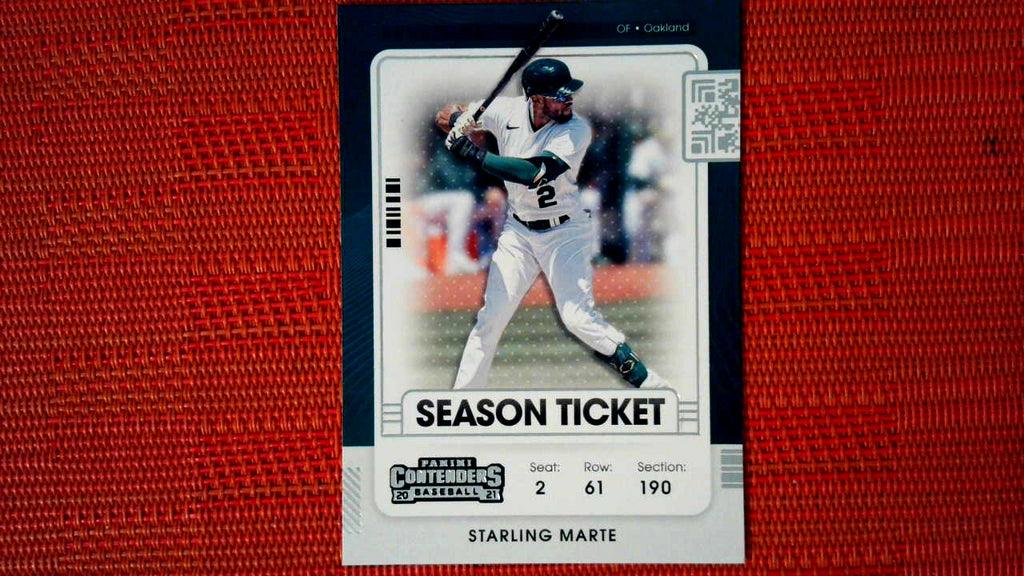 OF • Oakland
2
SEASON TICKET
PANINI
CONTENDERS
20 BASEBALL 21
Seat: Row: Section:
2 61 190
STARLING MARTE